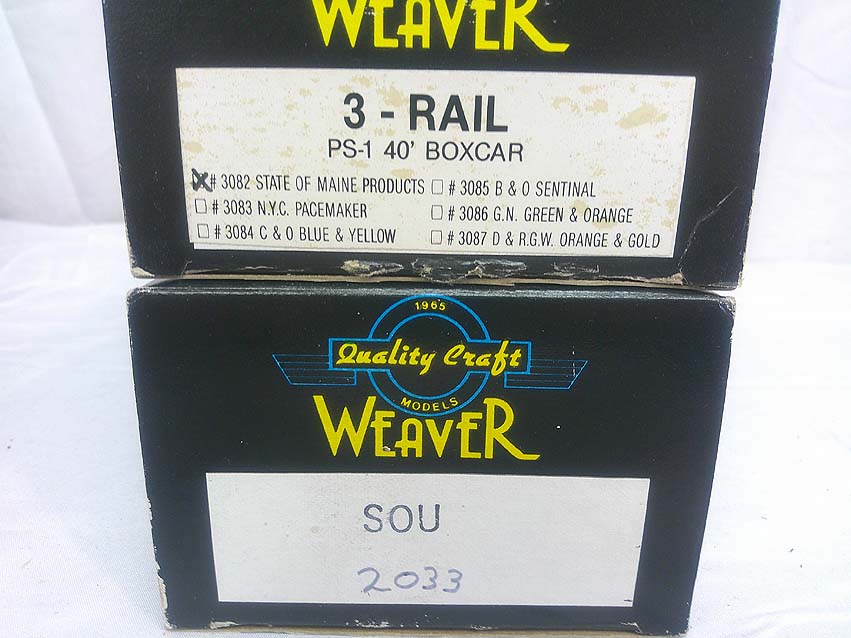 WEAVER
3 - RAIL
PS-1 40' BOXCAR
# 3082 STATE OF MAINE PRODUCTS # 3085 B & O SENTINAL
# 3083 N.Y.C. PACEMAKER # 3086 G.N. GREEN & ORANGE
# 3084 C & O BLUE & YELLOW # 3087 D & R.G.W. ORANGE & GOLD
1965
Quality Craft
MODELS
WEAVER
SOU
2033